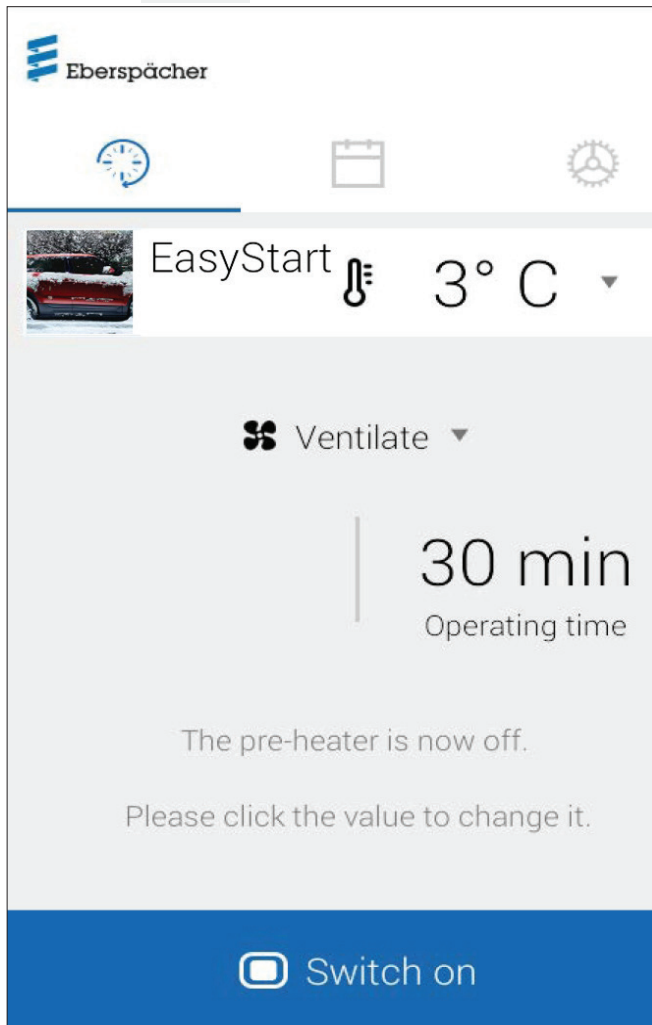 Eberspächer
EasyStart
3° C
Ventilate
30 min
Operating time
The pre-heater is now off.
Please click the value to change it.
Switch on